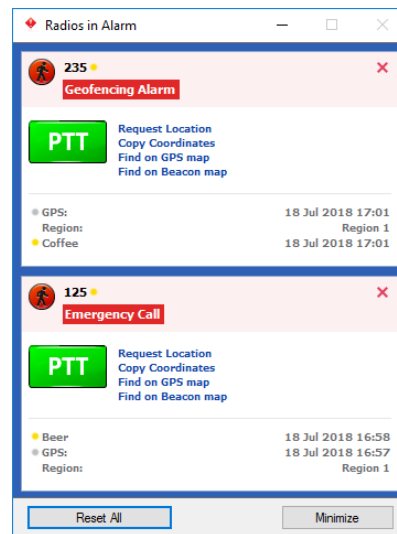 Radios in Alarm
235
Geofencing Alarm
PTT
Request Location
Copy Coordinates
Find on GPS map
Find on Beacon map
GPS: 18 Jul 2018 17:01
Region: Region 1
Coffee 18 Jul 2018 17:01
125
Emergency Call
PTT
Request Location
Copy Coordinates
Find on GPS map
Find on Beacon map
Beer 18 Jul 2018 16:58
GPS: 18 Jul 2018 16:57
Region: Region 1
Reset All Minimize